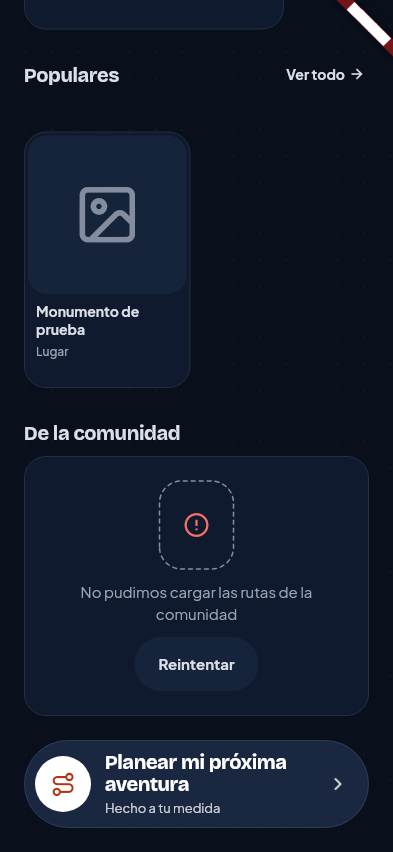 Populares
Ver todo →
Monumento de
prueba
Lugar
De la comunidad
No pudimos cargar las rutas de la
comunidad
Reintentar
Planear mi próxima
aventura
Hecho a tu medida